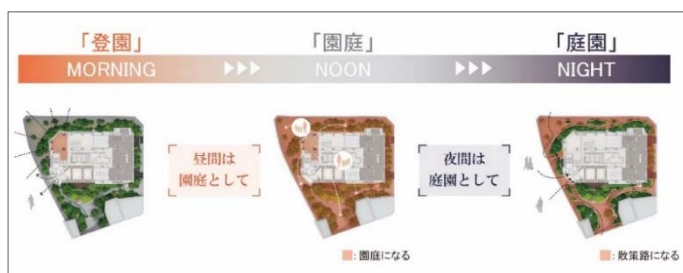 「登園」
MORNING
「園庭」
NOON
「庭園」
NIGHT
昼間は
園庭として
夜間は
庭園として
:園庭になる
:散策路になる